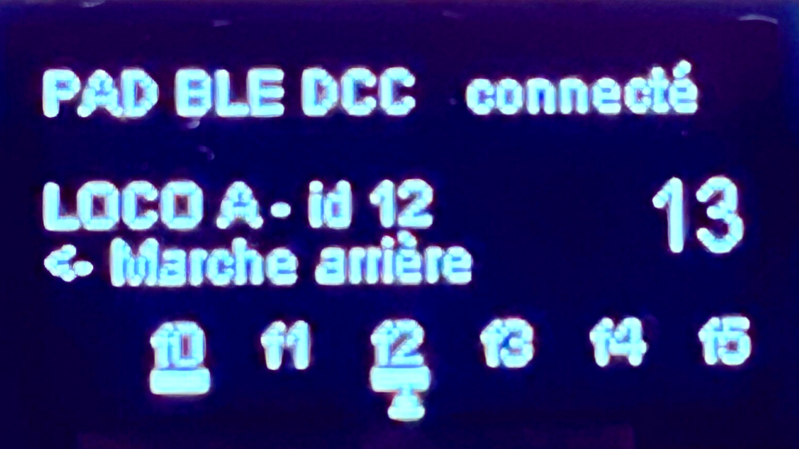 PAD BLE DCC connecté
LOCO A - id 12 13
<- Marche arrière
f0 f1 f2 f3 f4 f5